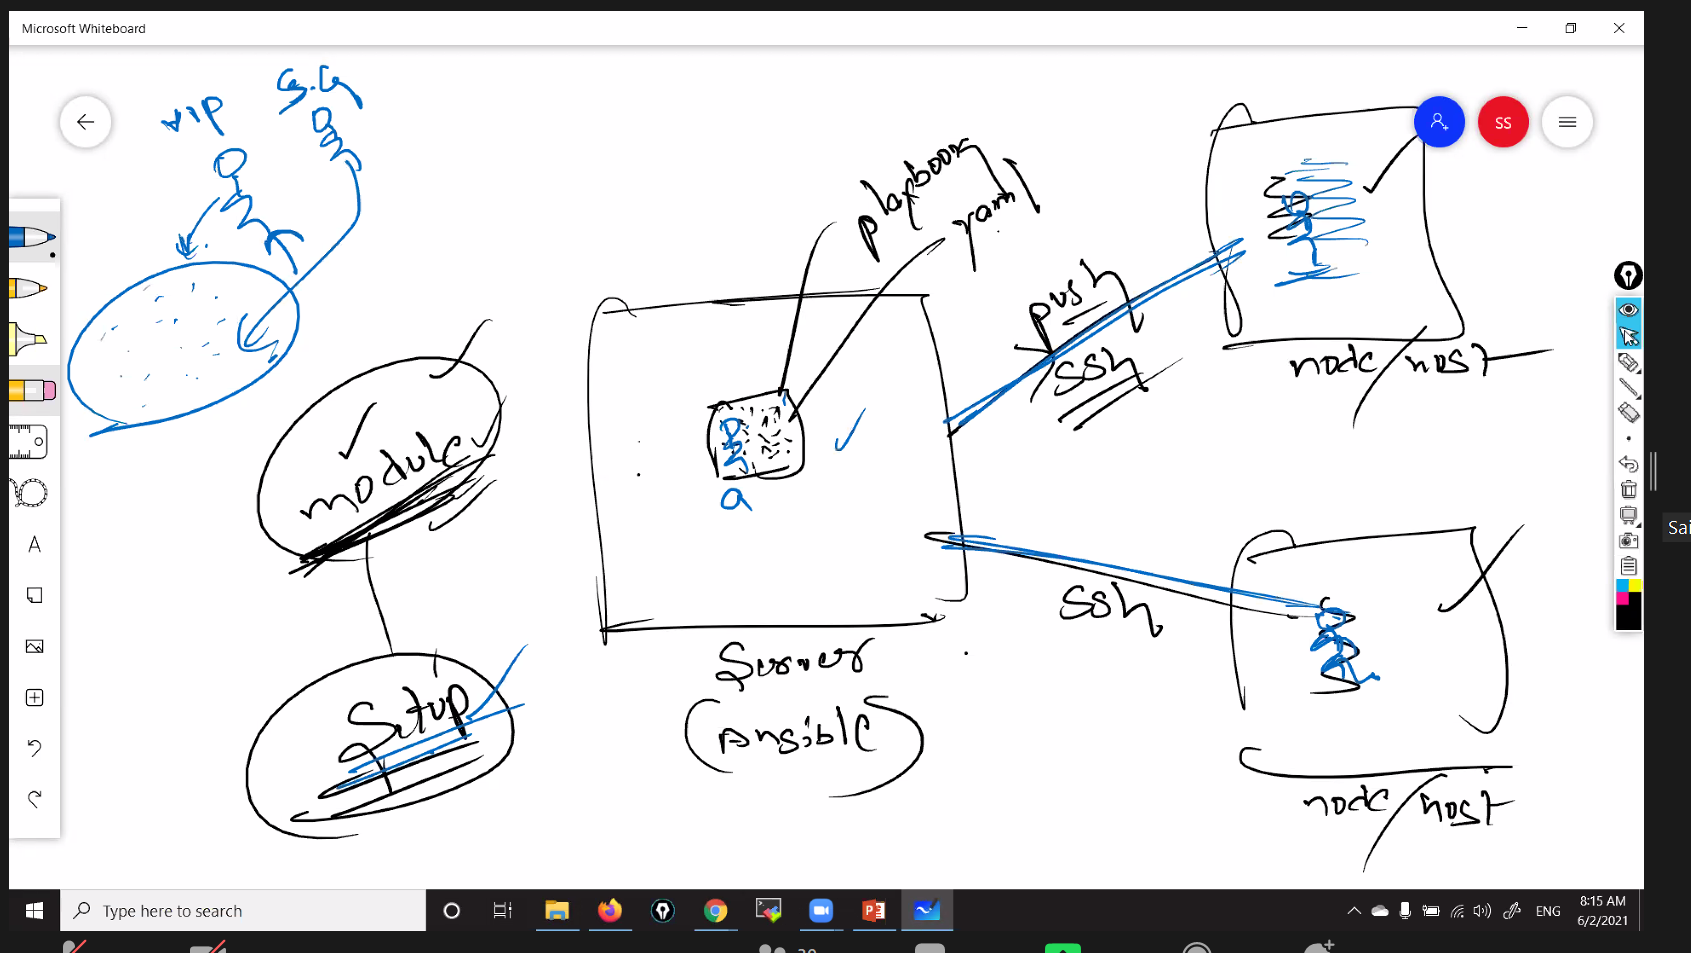 Microsoft Whiteboard
vip
S.G
playbook
yaml
push
ssh
node/host
module
a
ssh
Server
(Ansible)
Setup
node/host
SS
A
Sai
Type here to search
ENG
8:15 AM
6/2/2021